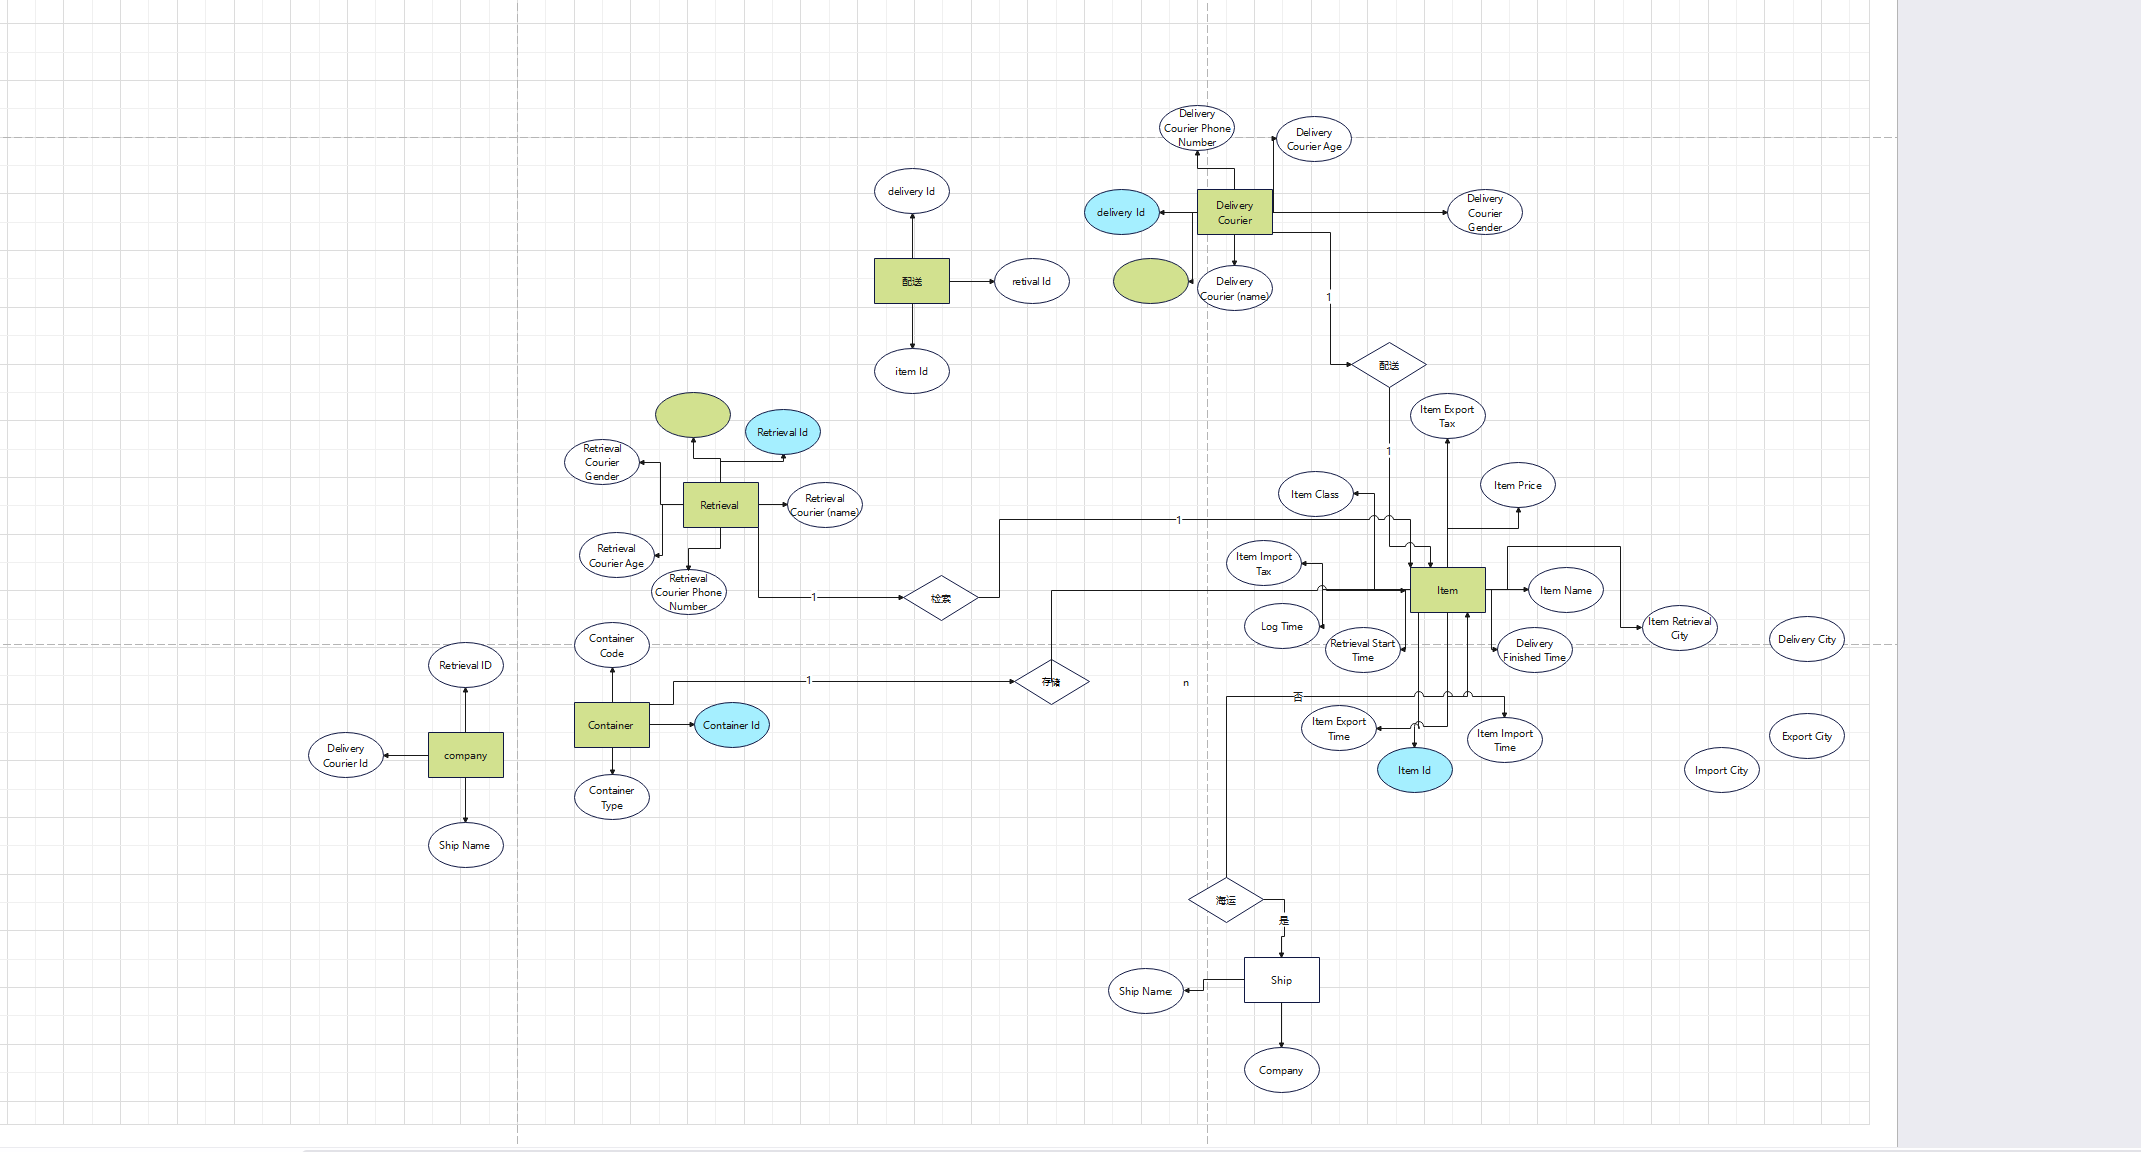 Delivery
Courier Phone
Number
Delivery
Courier Age
delivery Id
delivery Id
Delivery
Courier
Delivery
Courier
Gender
配送
retival Id
Delivery
Courier (name)
1
item Id
配送
Item Export
Tax
Retrieval Id
Retrieval
Courier
Gender
1
Retrieval
Retrieval
Courier (name)
Item Class
Item Price
1
Retrieval
Courier Age
Item Import
Tax
Retrieval
Courier Phone
Number
1
检索
Item
Item Name
Container
Code
Log Time
Retrieval Start
Time
Delivery
Finished Time
Item Retrieval
City
Delivery City
Retrieval ID
1
存储
n
否
Container
Container Id
Item Export
Time
Item Import
Time
Export City
Delivery
Courier Id
company
Item Id
Import City
Container
Type
Ship Name
海运
是
Ship Name:
Ship
Company